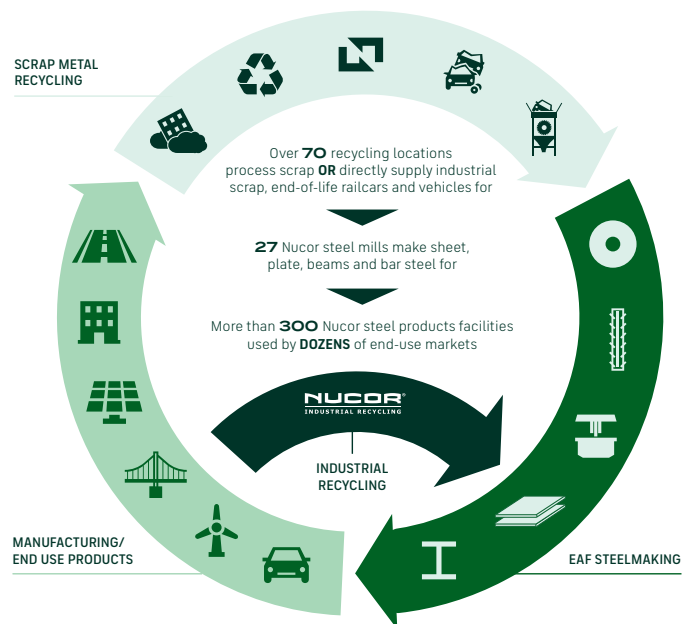 SCRAP METAL
RECYCLING
Over 70 recycling locations
process scrap OR directly supply industrial
scrap, end-of-life railcars and vehicles for
27 Nucor steel mills make sheet,
plate, beams and bar steel for
More than 300 Nucor steel products facilities
used by DOZENS of end-use markets
NUCOR®
INDUSTRIAL RECYCLING
INDUSTRIAL
RECYCLING
MANUFACTURING/
END USE PRODUCTS
EAF STEELMAKING